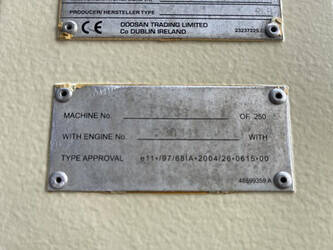 PRODUCER/HERSTELLER TYPE
DOOSAN TRADING LIMITED
Co DUBLIN IRELAND
MACHINE No. OF 250
WITH ENGINE No. WITH
TYPE APPROVAL e11*/97/68IA*2004/26*0615*00
46699359 A